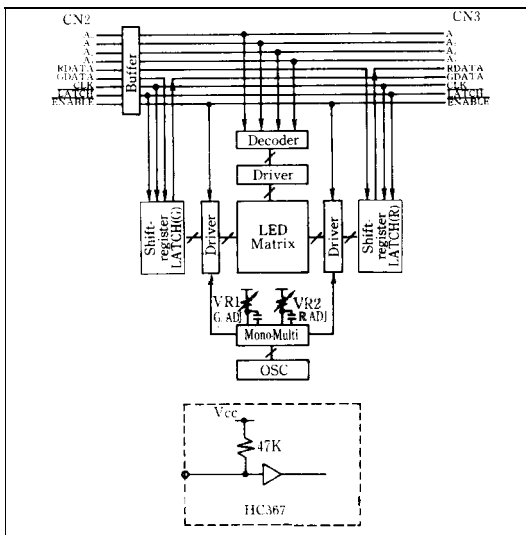 CN2
CN3
A
A
A
A
RDATA
GDATA
CLK
LATCH
ENABLE
Buffer
A
A
A
A
RDATA
GDATA
CLK
LATCH
ENABLE
Decoder
Driver
Shift-
register
LATCH(G)
Driver
LED
Matrix
Driver
Shift-
register
LATCH(R)
VR1
G. ADJ
VR2
R ADJ
Mono-Multi
OSC
Vcc
47K
HC367